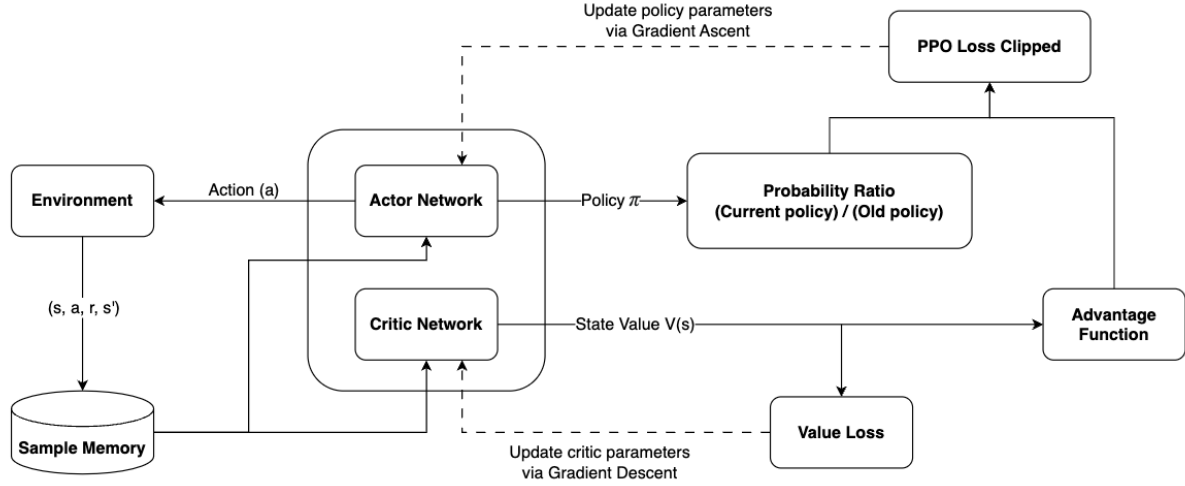 Update policy parameters
via Gradient Ascent
PPO Loss Clipped
Environment
Action (a)
Actor Network
Policy π
Probability Ratio
(Current policy) / (Old policy)
(s, a, r, s')
Critic Network
State Value V(s)
Advantage
Function
Sample Memory
Update critic parameters
via Gradient Descent
Value Loss